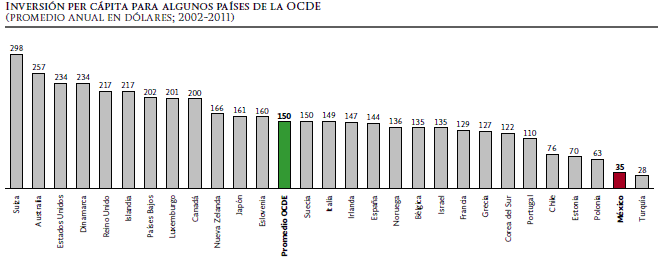 INVERSIÓN PER CÁPITA PARA ALGUNOS PAÍSES DE LA OCDE
(PROMEDIO ANUAL EN DÓLARES; 2002-2011)
298
257
234
234
217
217
202
201
200
166
161
160
150
150
149
147
144
136
135
135
129
127
122
110
76
70
63
35
28
Suiza
Australia
Estados Unidos
Dinamarca
Reino Unido
Islandia
Países Bajos
Luxemburgo
Canadá
Nueva Zelanda
Japón
Eslovenia
Promedio OCDE
Suecia
Italia
Irlanda
España
Noruega
Bélgica
Israel
Francia
Grecia
Corea del Sur
Portugal
Chile
Estonia
Polonia
México
Turquía